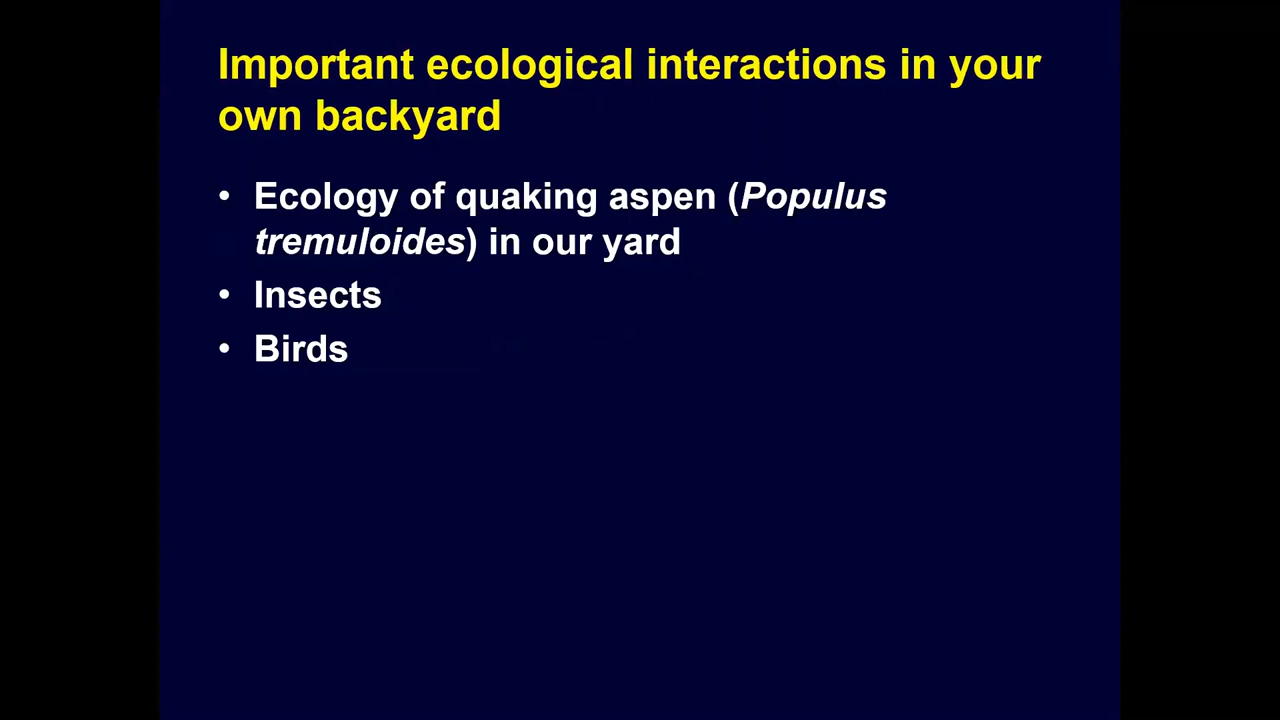 Important ecological interactions in your
own backyard
• Ecology of quaking aspen (Populus
tremuloides) in our yard
• Insects
• Birds